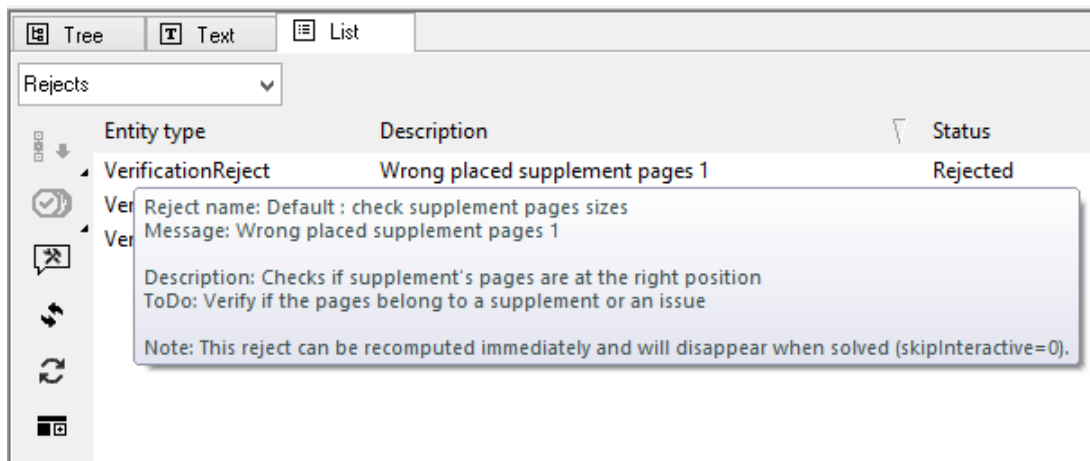 Tree Text List
Rejects
Entity type Description Status
VerificationReject Wrong placed supplement pages 1 Rejected
Ver
Ver
Reject name: Default : check supplement pages sizes
Message: Wrong placed supplement pages 1
Description: Checks if supplement's pages are at the right position
ToDo: Verify if the pages belong to a supplement or an issue
Note: This reject can be recomputed immediately and will disappear when solved (skipInteractive=0).